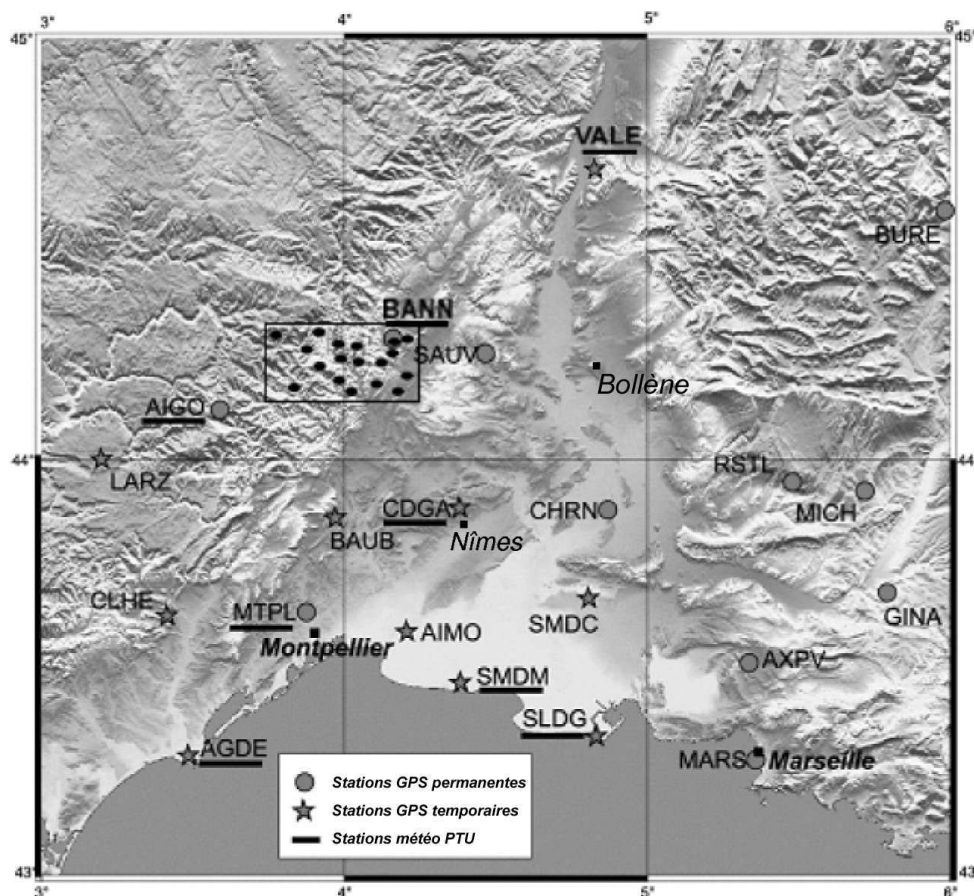 3° 4° 5° 6°
45° 45°
VALE
BURE
BANN
SAUV
Bollène
AIGO
44° 44
RSTL
LARZ
MICH
CDGA
CHRN
BAUB
Nîmes
CLHE
MTPL
GINA
SMDC
AIMO
Montpellier
AXPV
SMDM
SLDG
AGDE
MARS Marseille
Stations GPS permanentes
Stations GPS temporaires
Stations météo PTU
43° 43
3° 4° 5° 6°